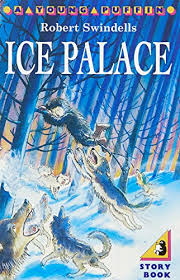 A YOUNG PUFFIN
Robert Swindells
ICE PALACE
STORY
BOOK